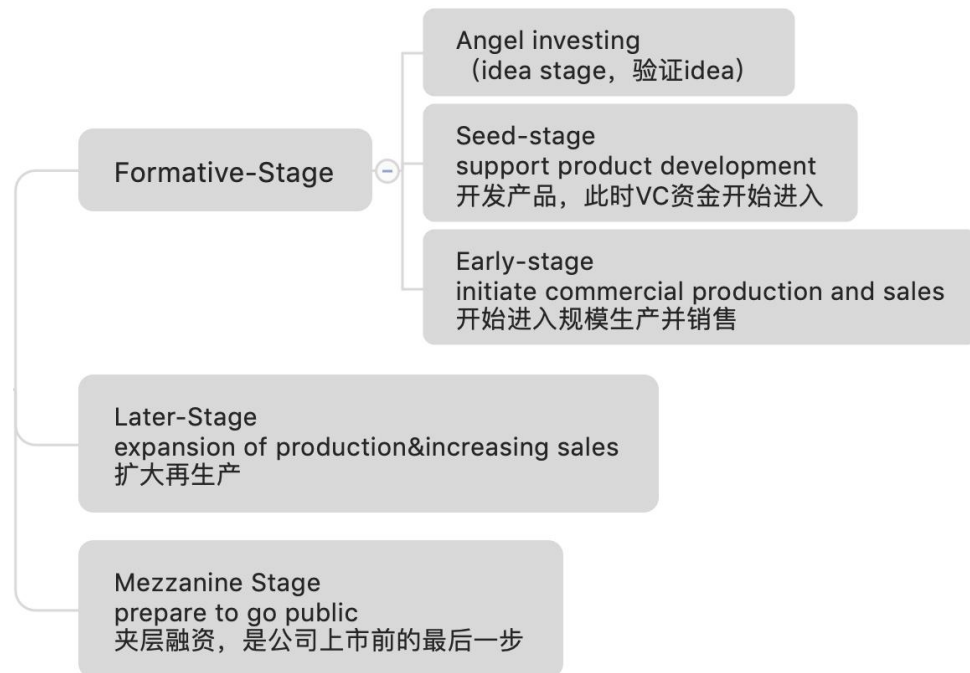 Formative-Stage
Angel investing
（idea stage，验证idea）
Seed-stage
support product development
开发产品，此时VC资金开始进入
Early-stage
initiate commercial production and sales
开始进入规模生产并销售
Later-Stage
expansion of production&increasing sales
扩大再生产
Mezzanine Stage
prepare to go public
夹层融资，是公司上市前的最后一步